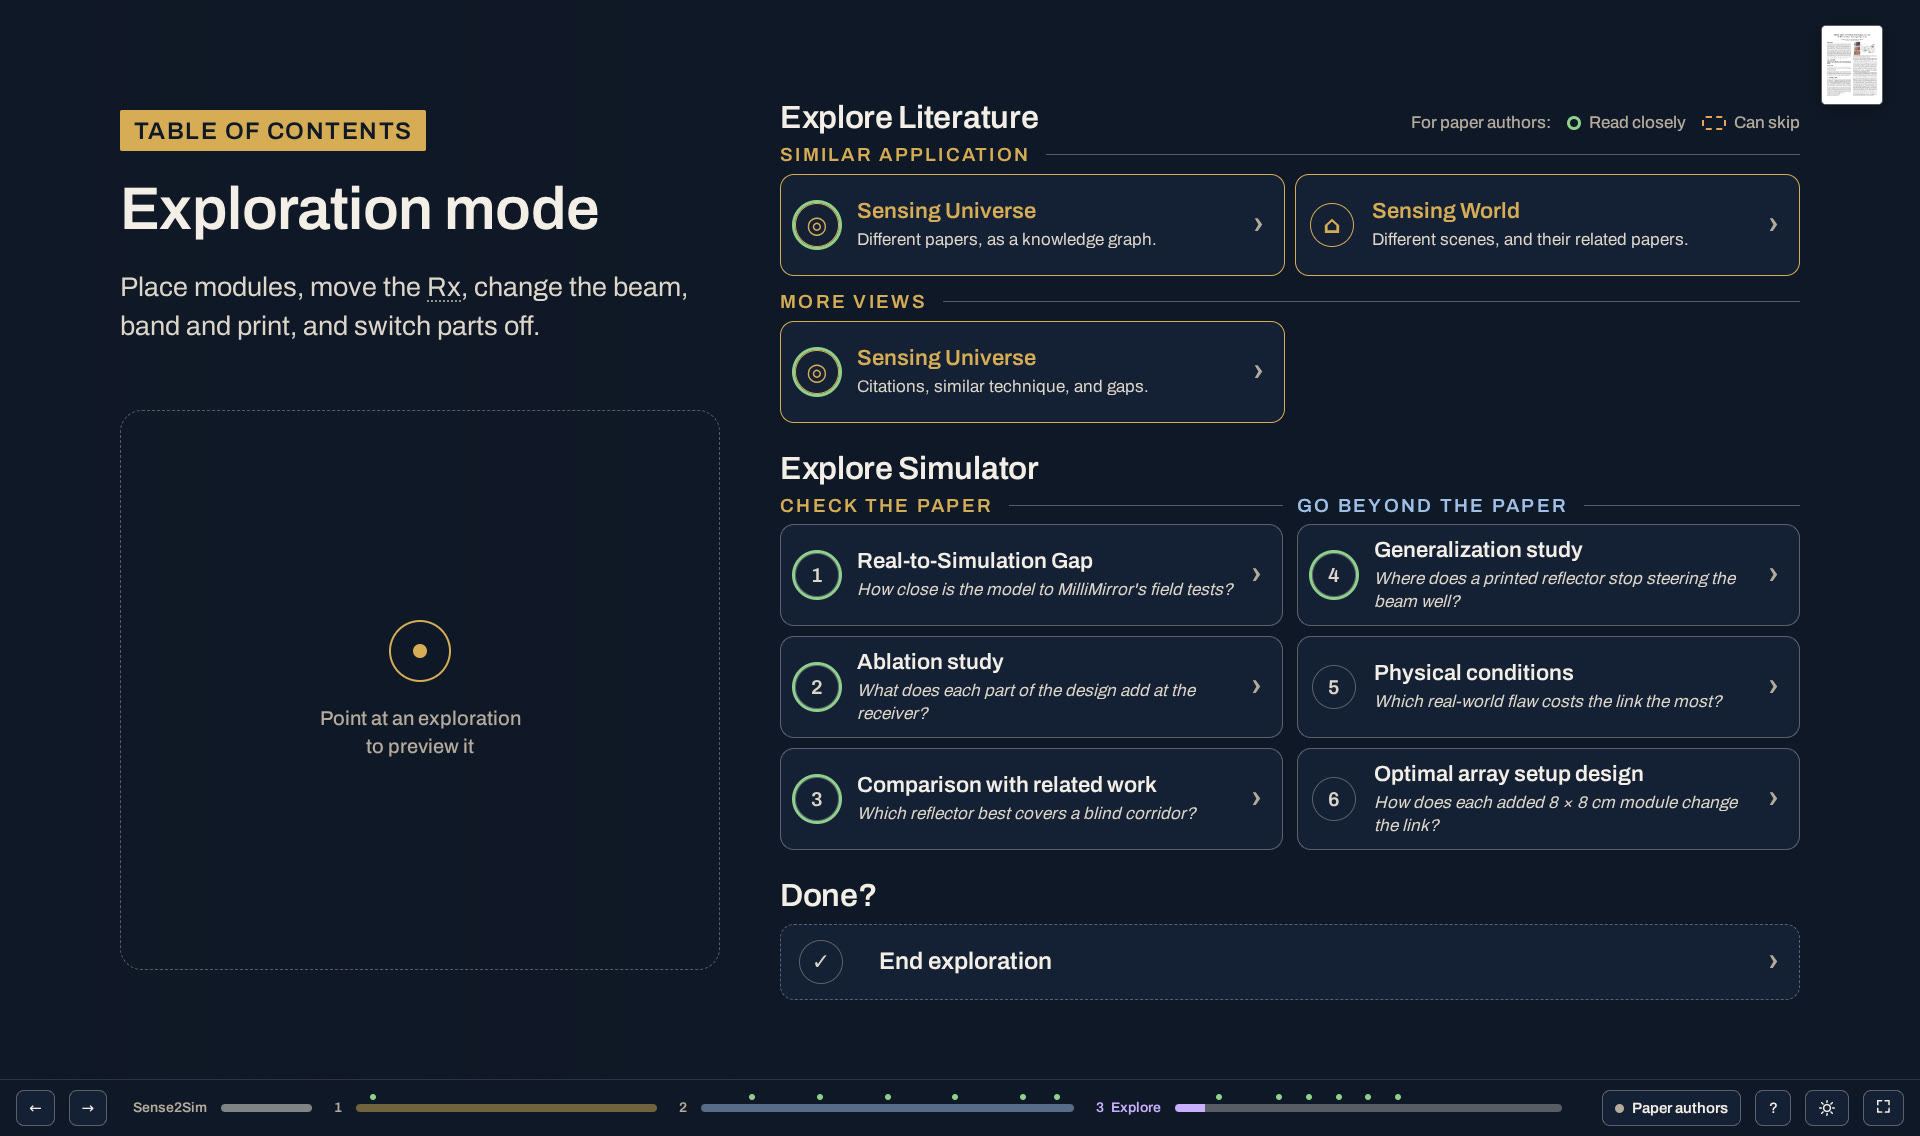 TABLE OF CONTENTS
Exploration mode
Place modules, move the Rx, change the beam,
band and print, and switch parts off.
Point at an exploration
to preview it
Explore Literature
For paper authors: Read closely Can skip
SIMILAR APPLICATION
Sensing Universe
Different papers, as a knowledge graph.
Sensing World
Different scenes, and their related papers.
MORE VIEWS
Sensing Universe
Citations, similar technique, and gaps.
Explore Simulator
CHECK THE PAPER
1
Real-to-Simulation Gap
How close is the model to MilliMirror's field tests?
2
Ablation study
What does each part of the design add at the
receiver?
3
Comparison with related work
Which reflector best covers a blind corridor?
GO BEYOND THE PAPER
4
Generalization study
Where does a printed reflector stop steering the
beam well?
5
Physical conditions
Which real-world flaw costs the link the most?
6
Optimal array setup design
How does each added 8 × 8 cm module change
the link?
Done?
✓ End exploration
← → Sense2Sim 1 2 3 Explore Paper authors ?